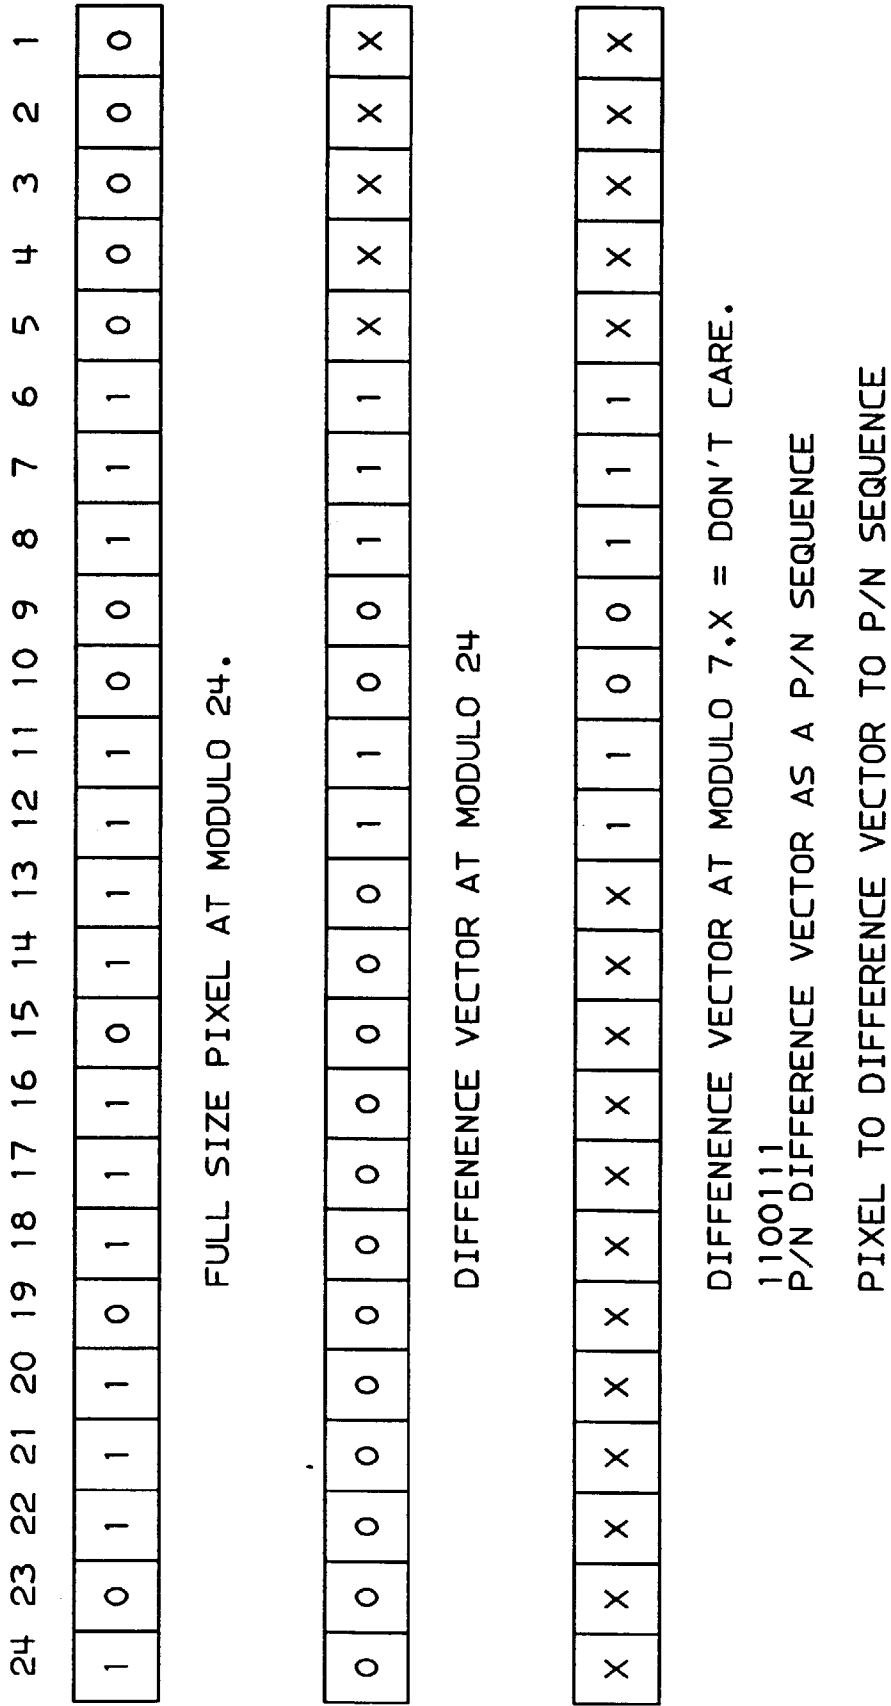 24 23 22 21 20 19 18 17 16 15 14 13 12 11 10 9 8 7 6 5 4 3 2 1
1 0 1 1 1 0 1 1 1 0 1 1 1 1 0 0 1 1 1 0 0 0 0 0
FULL SIZE PIXEL AT MODULO 24.
0 0 0 0 0 0 0 0 0 0 0 0 1 1 0 0 1 1 1 X X X X X
DIFFENENCE VECTOR AT MODULO 24
X X X X X X X X X X X X 1 1 0 0 1 1 1 X X X X X
DIFFENENCE VECTOR AT MODULO 7,X = DON'T CARE.
1100111
P/N DIFFERENCE VECTOR AS A P/N SEQUENCE
PIXEL TO DIFFERENCE VECTOR TO P/N SEQUENCE